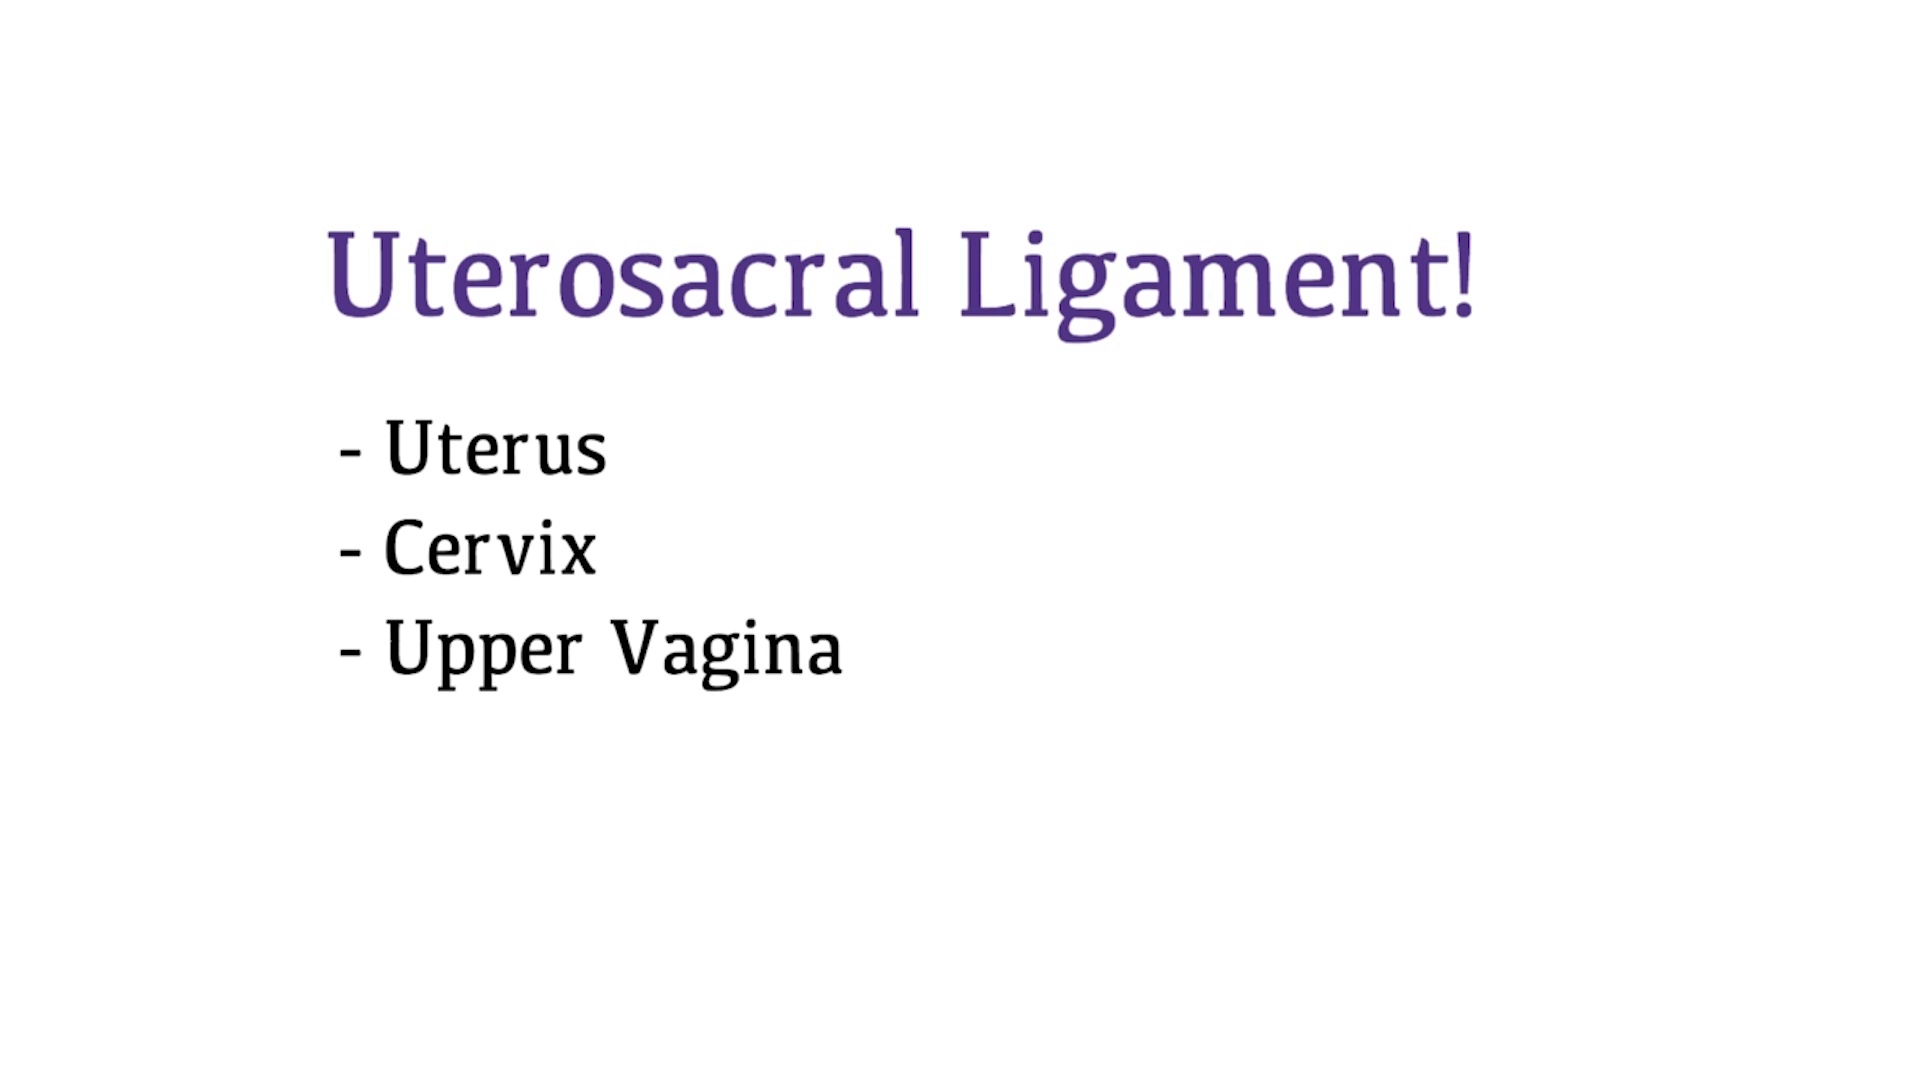 Uterosacral Ligament!
- Uterus
- Cervix
- Upper Vagina